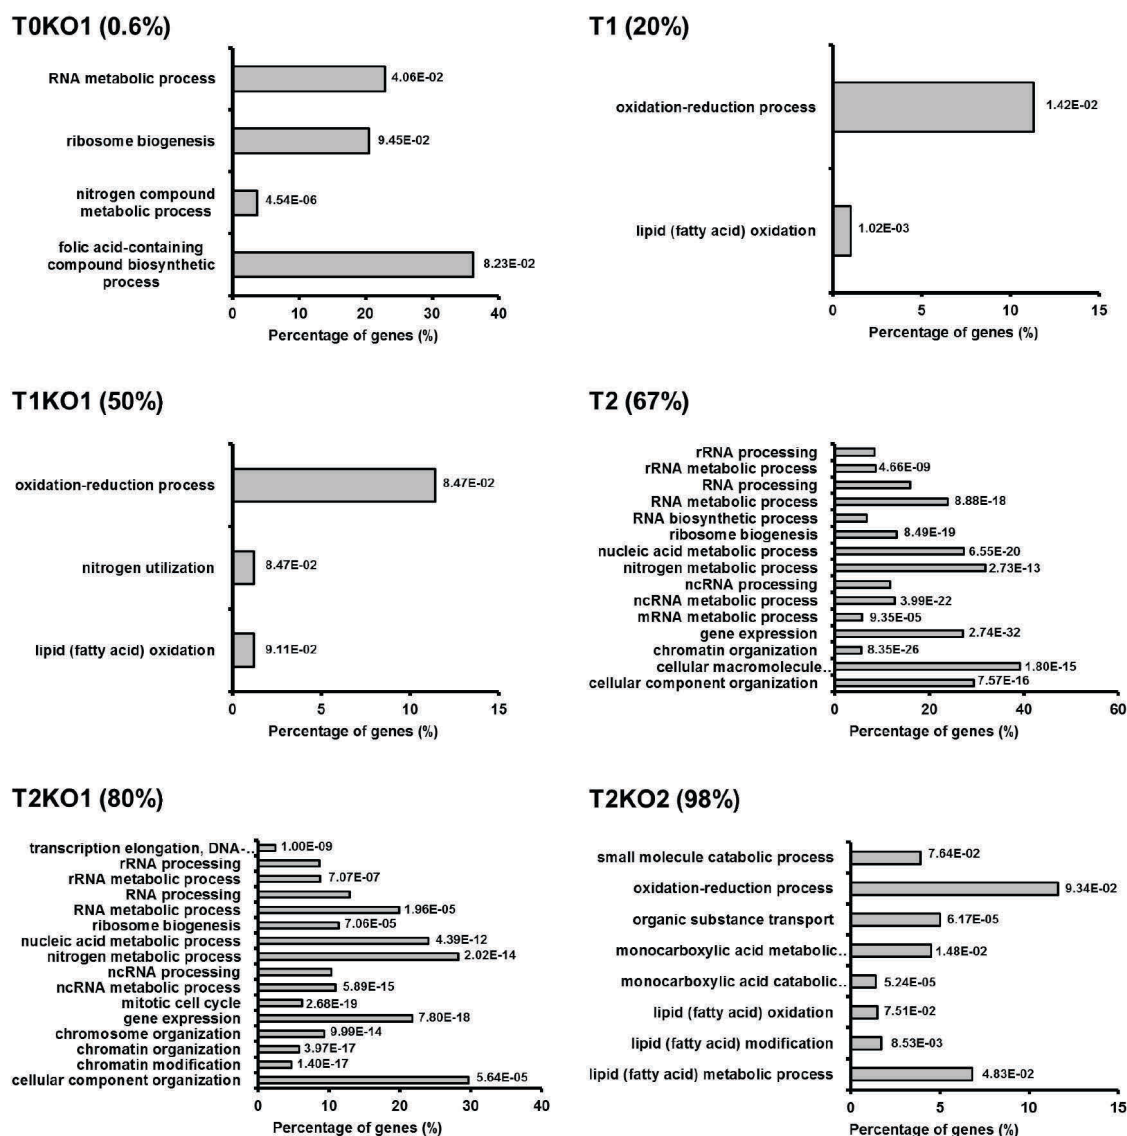 T0KO1 (0.6%)
RNA metabolic process
4.06E-02
ribosome biogenesis
9.45E-02
nitrogen compound
metabolic process
4.54E-06
folic acid-containing
compound biosynthetic
process
8.23E-02
0 10 20 30 40
Percentage of genes (%)
T1 (20%)
oxidation-reduction process
1.42E-02
lipid (fatty acid) oxidation
1.02E-03
0 5 10 15
Percentage of genes (%)
T1KO1 (50%)
oxidation-reduction process
8.47E-02
nitrogen utilization
8.47E-02
lipid (fatty acid) oxidation
9.11E-02
0 5 10 15
Percentage of genes (%)
T2 (67%)
rRNA processing
rRNA metabolic process 4.66E-09
RNA processing
RNA metabolic process 8.88E-18
RNA biosynthetic process
ribosome biogenesis 8.49E-19
nucleic acid metabolic process 6.55E-20
nitrogen metabolic process 2.73E-13
ncRNA processing
ncRNA metabolic process 3.99E-22
mRNA metabolic process 9.35E-05
gene expression 2.74E-32
chromatin organization 8.35E-26
cellular macromolecule.. 1.80E-15
cellular component organization 7.57E-16
0 20 40 60
Percentage of genes (%)
T2KO1 (80%)
transcription elongation, DNA-.. 1.00E-09
rRNA processing
rRNA metabolic process 7.07E-07
RNA processing
RNA metabolic process 1.96E-05
ribosome biogenesis 7.06E-05
nucleic acid metabolic process 4.39E-12
nitrogen metabolic process 2.02E-14
ncRNA processing
ncRNA metabolic process 5.89E-15
mitotic cell cycle 2.68E-19
gene expression 7.80E-18
chromosome organization 9.99E-14
chromatin organization 3.97E-17
chromatin modification 1.40E-17
cellular component organization 5.64E-05
0 10 20 30 40
Percentage of genes (%)
T2KO2 (98%)
small molecule catabolic process 7.64E-02
oxidation-reduction process 9.34E-02
organic substance transport 6.17E-05
monocarboxylic acid metabolic.. 1.48E-02
monocarboxylic acid catabolic.. 5.24E-05
lipid (fatty acid) oxidation 7.51E-02
lipid (fatty acid) modification 8.53E-03
lipid (fatty acid) metabolic process 4.83E-02
0 5 10 15
Percentage of genes (%)